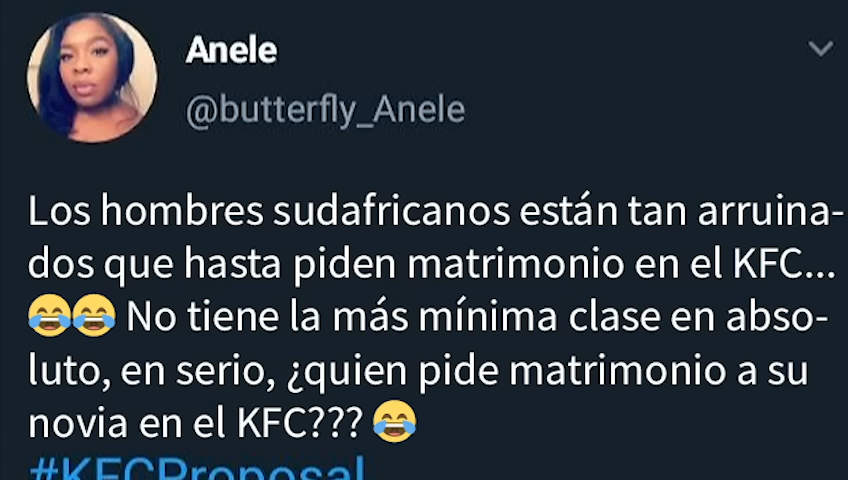 Anele
@butterfly_Anele
Los hombres sudafricanos están tan arruina-
dos que hasta piden matrimonio en el KFC...
😂😂 No tiene la más mínima clase en abso-
luto, en serio, ¿quien pide matrimonio a su
novia en el KFC??? 😂
#KFCProposal